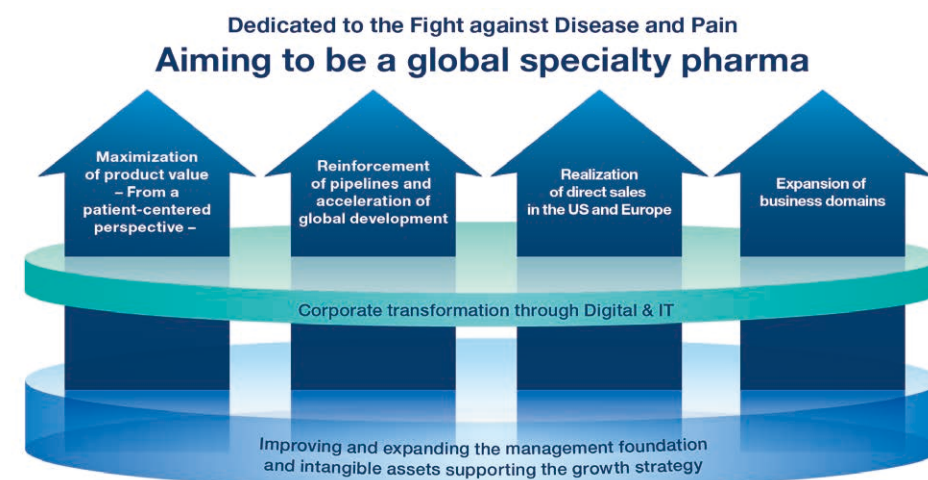 Dedicated to the Fight against Disease and Pain
Aiming to be a global specialty pharma
Maximization
of product value
– From a
patient-centered
perspective –
Reinforcement
of pipelines and
acceleration of
global development
Realization
of direct sales
in the US and Europe
Expansion of
business domains
Corporate transformation through Digital & IT
Improving and expanding the management foundation
and intangible assets supporting the growth strategy